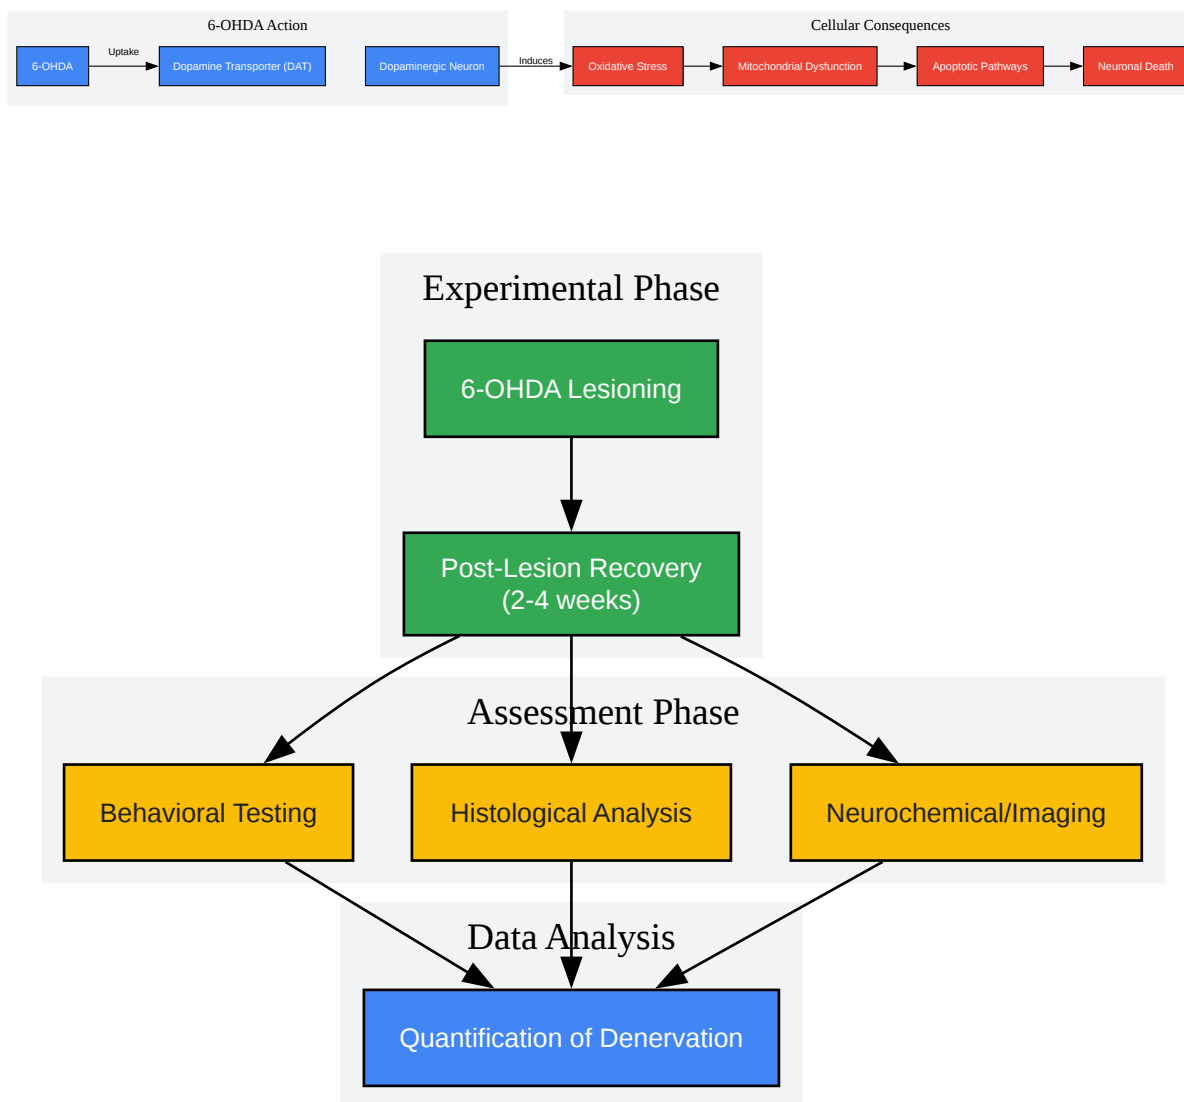 6-OHDA Action
Cellular Consequences
6-OHDA
Uptake
Dopamine Transporter (DAT)
Dopaminergic Neuron
Induces
Oxidative Stress
Mitochondrial Dysfunction
Apoptotic Pathways
Neuronal Death
Experimental Phase
6-OHDA Lesioning
Post-Lesion Recovery
(2-4 weeks)
Assessment Phase
Behavioral Testing
Histological Analysis
Neurochemical/Imaging
Data Analysis
Quantification of Denervation